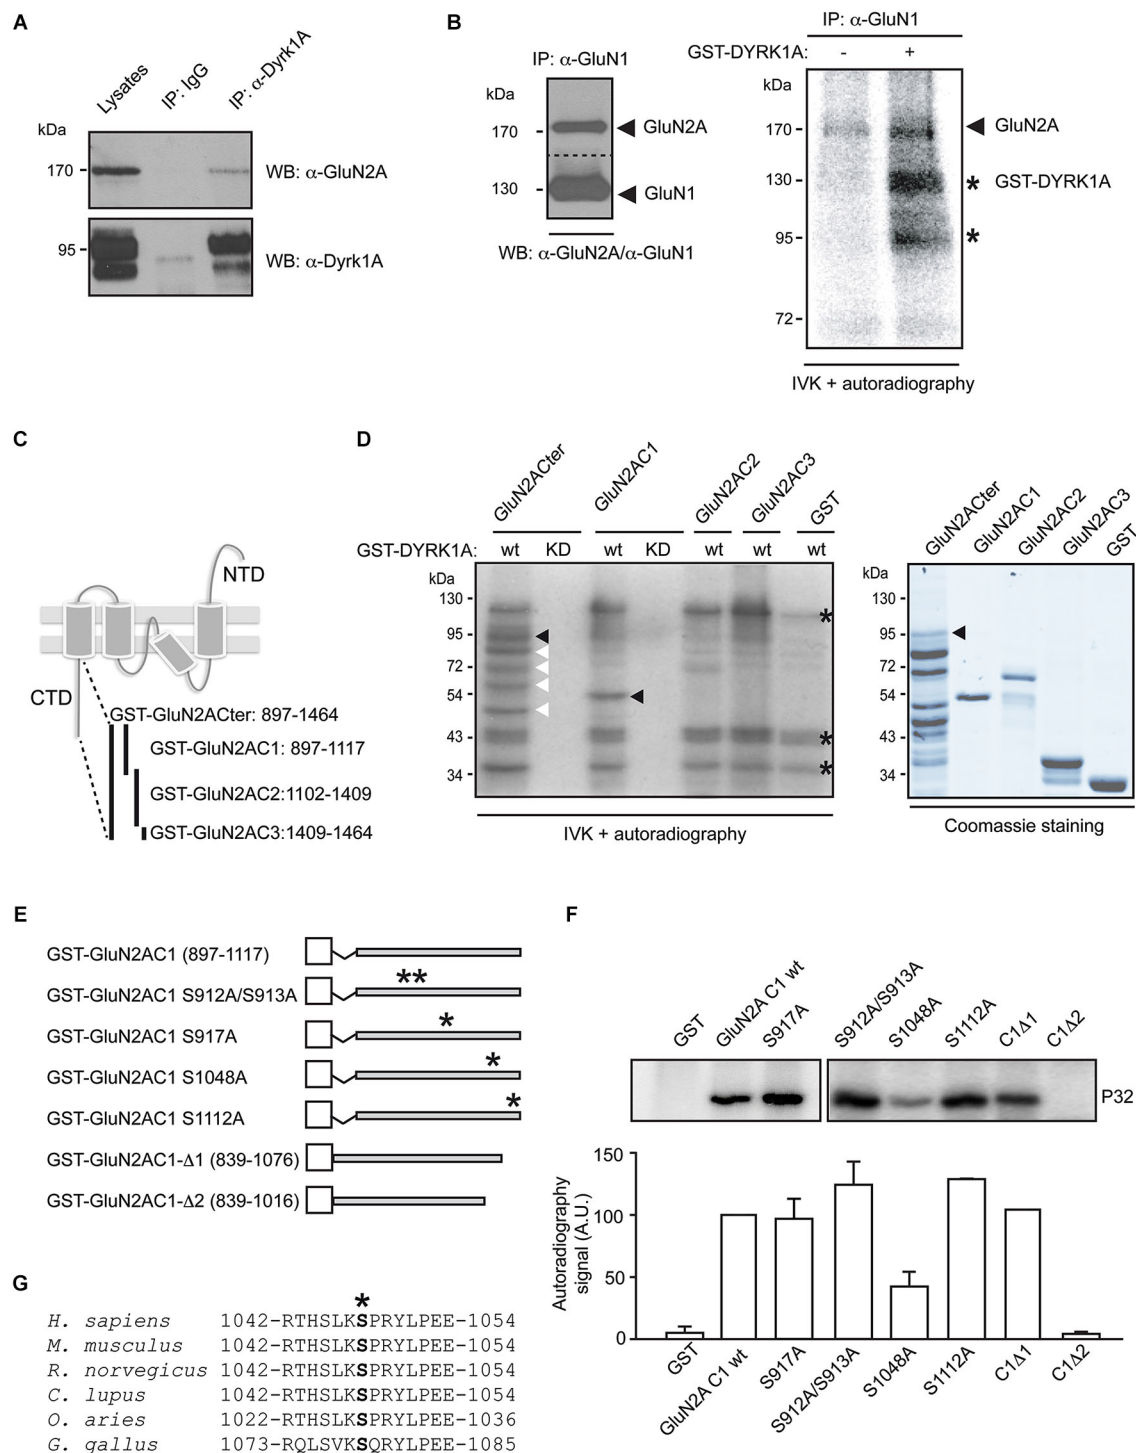 A
Lysates
IP: IgG
IP: α-Dyrk1A
kDa
170
WB: α-GluN2A
95
WB: α-Dyrk1A
B
IP: α-GluN1
kDa
170
GluN2A
130
GluN1
WB: α-GluN2A/α-GluN1
IP: α-GluN1
GST-DYRK1A: - +
kDa
170
GluN2A
130
* GST-DYRK1A
95
*
72
IVK + autoradiography
C
NTD
CTD
GST-GluN2ACter: 897-1464
GST-GluN2AC1: 897-1117
GST-GluN2AC2:1102-1409
GST-GluN2AC3:1409-1464
D
GluN2ACter
GluN2AC1
GluN2AC2
GluN2AC3
GST
GST-DYRK1A: wt KD wt KD wt wt wt
kDa
130
*
95
72
54
43
*
34
*
IVK + autoradiography
GluN2ACter
GluN2AC1
GluN2AC2
GluN2AC3
GST
kDa
130
95
72
54
43
34
Coomassie staining
E
GST-GluN2AC1 (897-1117)
**
GST-GluN2AC1 S912A/S913A
*
GST-GluN2AC1 S917A
*
GST-GluN2AC1 S1048A
*
GST-GluN2AC1 S1112A
GST-GluN2AC1-Δ1 (839-1076)
GST-GluN2AC1-Δ2 (839-1016)
F
GST
GluN2A C1 wt
S917A
S912A/S913A
S1048A
S1112A
C1Δ1
C1Δ2
P32
Autoradiography
signal (A.U.)
150
100
50
0
GST
GluN2A C1 wt
S917A
S912A/S913A
S1048A
S1112A
C1Δ1
C1Δ2
G
*
H. sapiens 1042-RTHSLKSPRYLPEE-1054
M. musculus 1042-RTHSLKSPRYLPEE-1054
R. norvegicus 1042-RTHSLKSPRYLPEE-1054
C. lupus 1042-RTHSLKSPRYLPEE-1054
O. aries 1022-RTHSLKSPRYLPEE-1036
G. gallus 1073-RQLSVKSQRYLPEE-1085